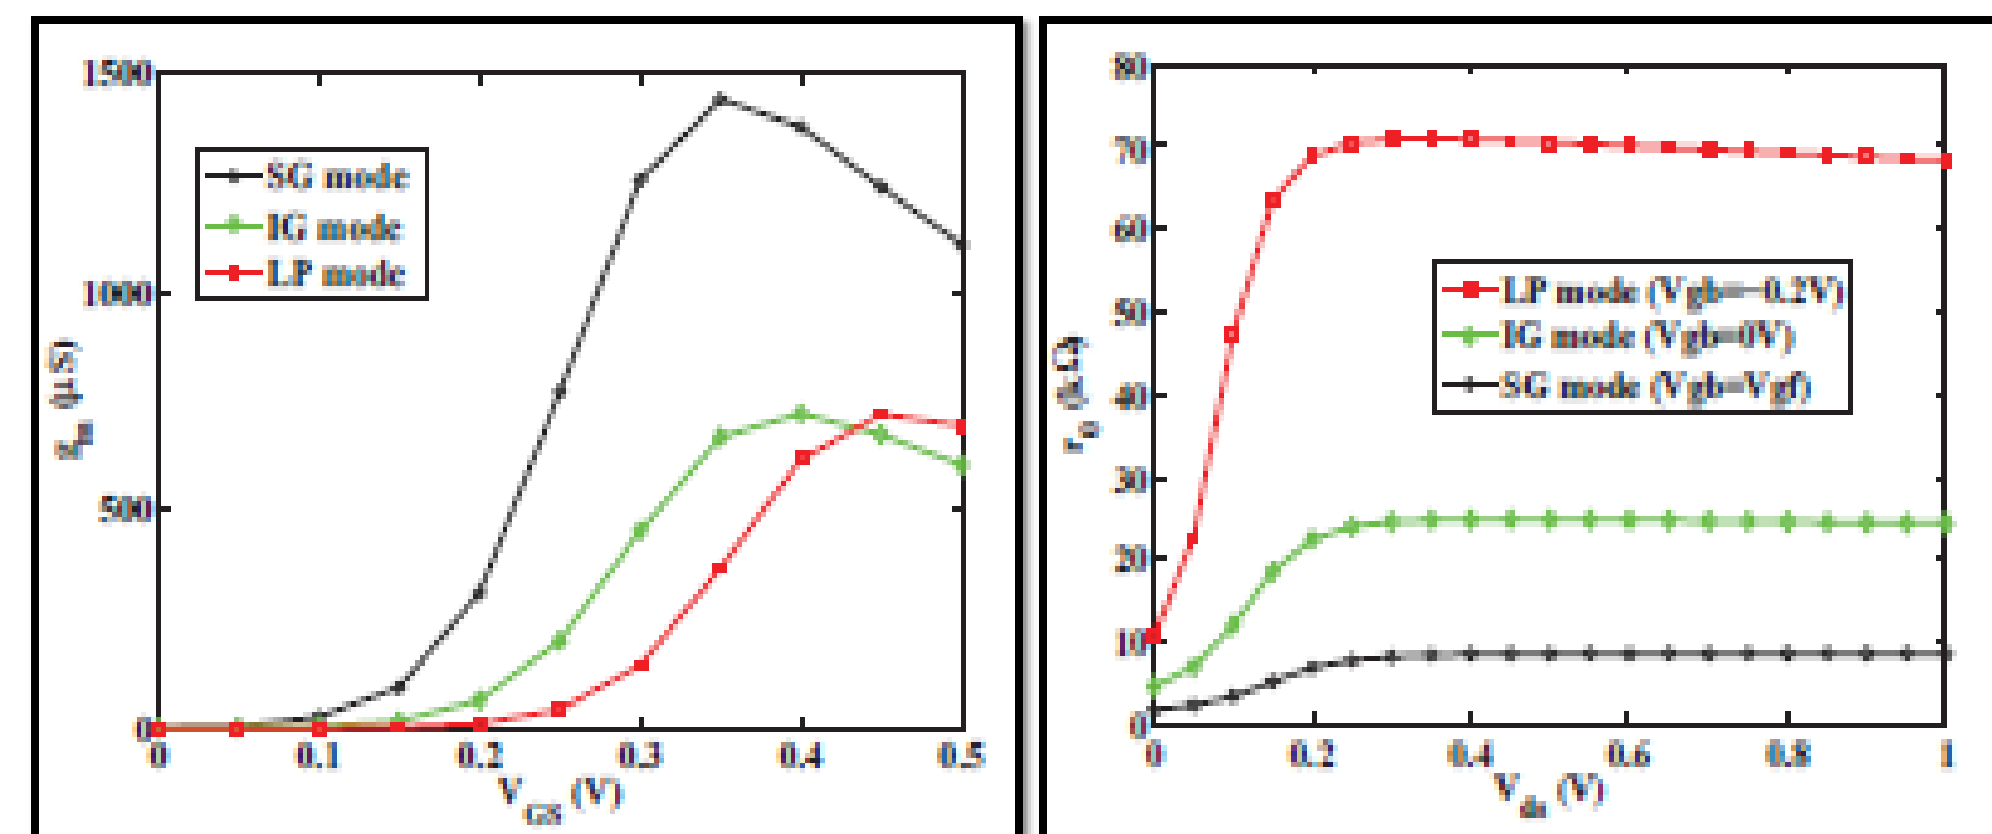 1500
1000
500
0
0 0.1 0.2 0.3 0.4 0.5
g_m (μS)
V_GS (V)
SG mode
IG mode
LP mode
80
70
60
50
40
30
20
10
0
0 0.2 0.4 0.6 0.8 1
r_0 (kΩ)
V_ds (V)
LP mode (Vgb=−0.2V)
IG mode (Vgb=0V)
SG mode (Vgb=Vgf)